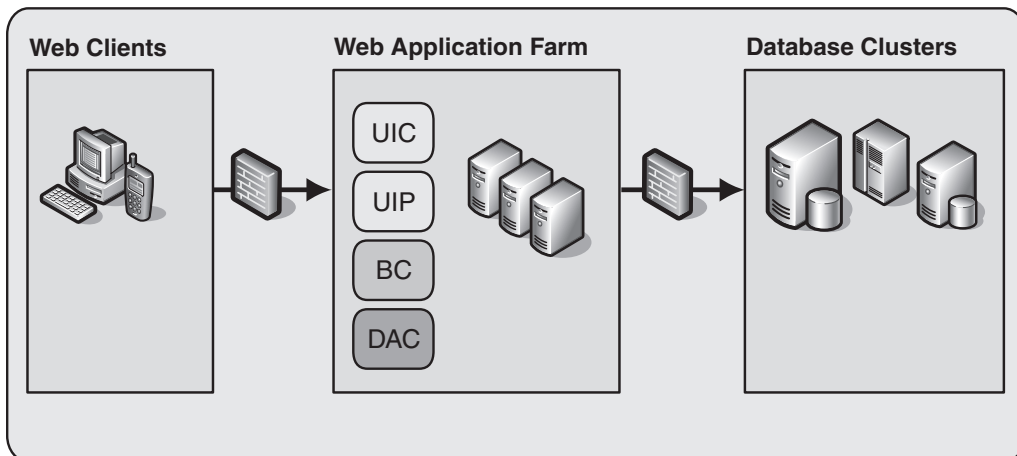 Web Clients
Web Application Farm
Database Clusters
UIC
UIP
BC
DAC